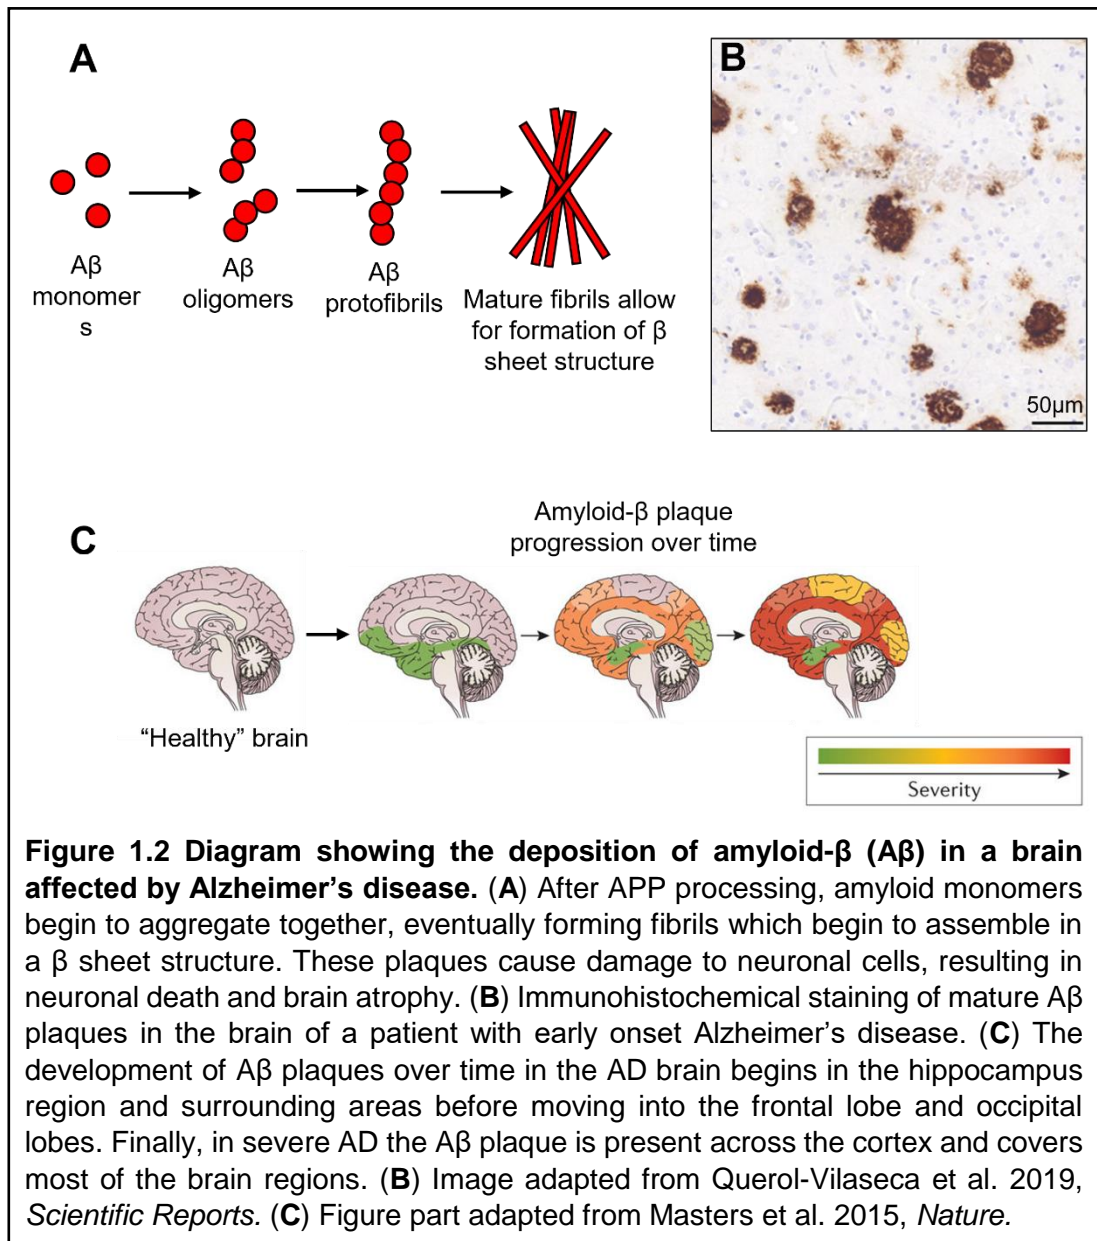 A
Aβ
monomer
s
Aβ
oligomers
Aβ
protofibrils
Mature fibrils allow
for formation of β
sheet structure
B
50µm
C
Amyloid-β plaque
progression over time
“Healthy” brain
Severity
Figure 1.2 Diagram showing the deposition of amyloid-β (Aβ) in a brain
affected by Alzheimer’s disease. (A) After APP processing, amyloid monomers
begin to aggregate together, eventually forming fibrils which begin to assemble in
a β sheet structure. These plaques cause damage to neuronal cells, resulting in
neuronal death and brain atrophy. (B) Immunohistochemical staining of mature Aβ
plaques in the brain of a patient with early onset Alzheimer’s disease. (C) The
development of Aβ plaques over time in the AD brain begins in the hippocampus
region and surrounding areas before moving into the frontal lobe and occipital
lobes. Finally, in severe AD the Aβ plaque is present across the cortex and covers
most of the brain regions. (B) Image adapted from Querol-Vilaseca et al. 2019,
Scientific Reports. (C) Figure part adapted from Masters et al. 2015, Nature.